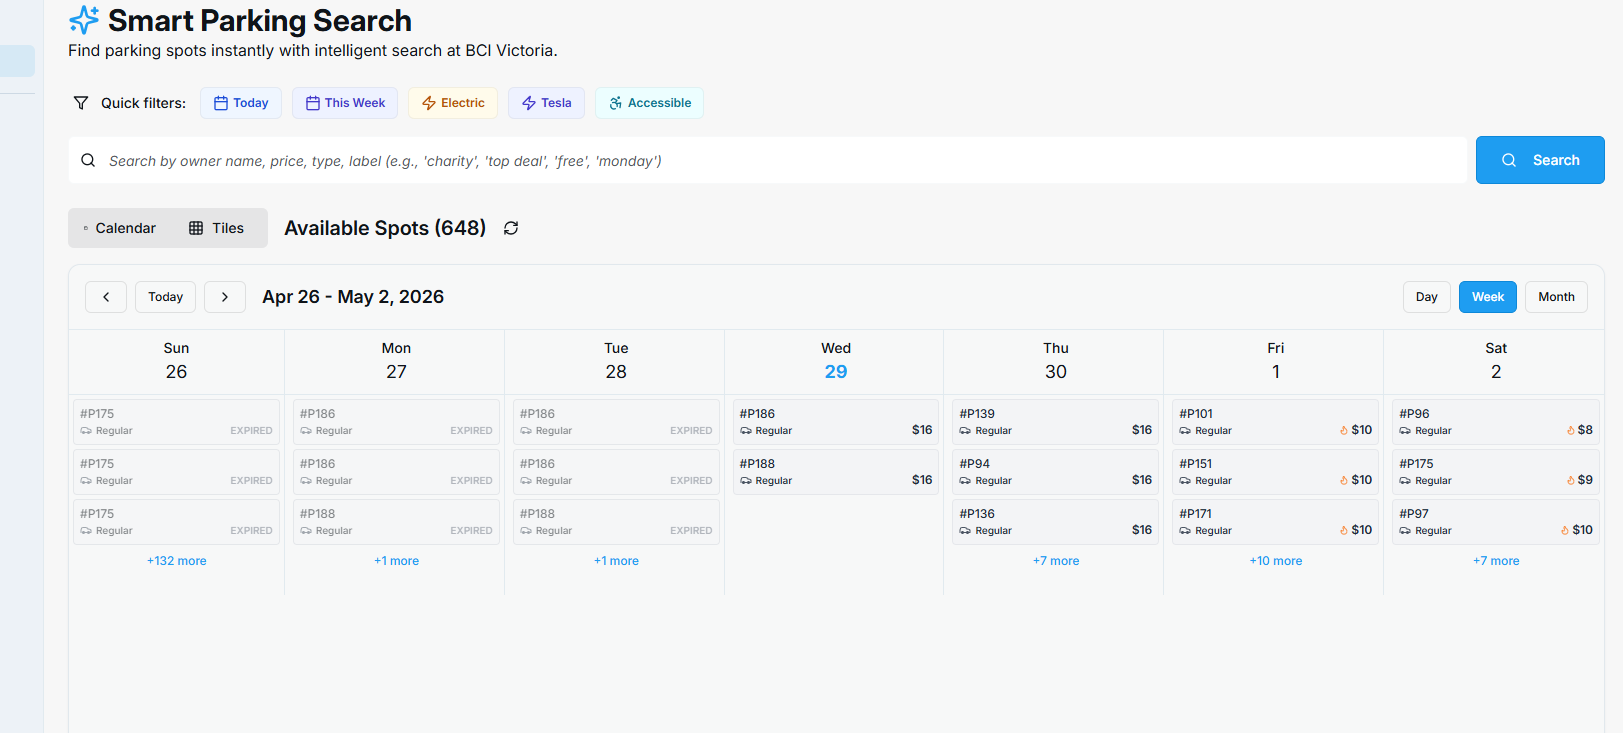 Smart Parking Search
Find parking spots instantly with intelligent search at BCI Victoria.
Quick filters: Today This Week Electric Tesla Accessible
Search by owner name, price, type, label (e.g., 'charity', 'top deal', 'free', 'monday')
Search
Calendar Tiles Available Spots (648)
Today Apr 26 - May 2, 2026 Day Week Month
Sun Mon Tue Wed Thu Fri Sat
26 27 28 29 30 1 2
#P175 #P186 #P186 #P186 #P139 #P101 #P96
Regular EXPIRED Regular EXPIRED Regular EXPIRED Regular $16 Regular $16 Regular $10 Regular $8
#P175 #P186 #P186 #P188 #P94 #P151 #P175
Regular EXPIRED Regular EXPIRED Regular EXPIRED Regular $16 Regular $16 Regular $10 Regular $9
#P175 #P188 #P188 #P136 #P171 #P97
Regular EXPIRED Regular EXPIRED Regular EXPIRED Regular $16 Regular $10 Regular $10
+132 more +1 more +1 more +7 more +10 more +7 more